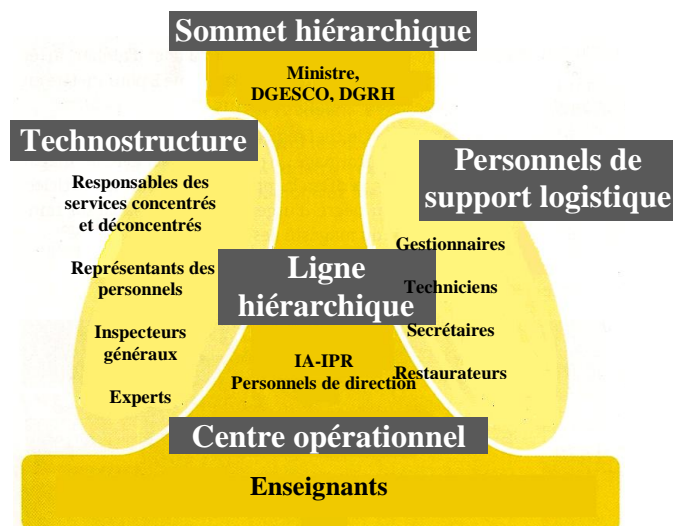 Sommet hiérarchique
Ministre,
DGESCO, DGRH
Technostructure
Responsables des
services concentrés
et déconcentrés
Représentants des
personnels
Inspecteurs
généraux
Experts
Personnels de
support logistique
Gestionnaires
Techniciens
Secrétaires
Restaurateurs
Ligne
hiérarchique
IA-IPR
Personnels de direction
Centre opérationnel
Enseignants